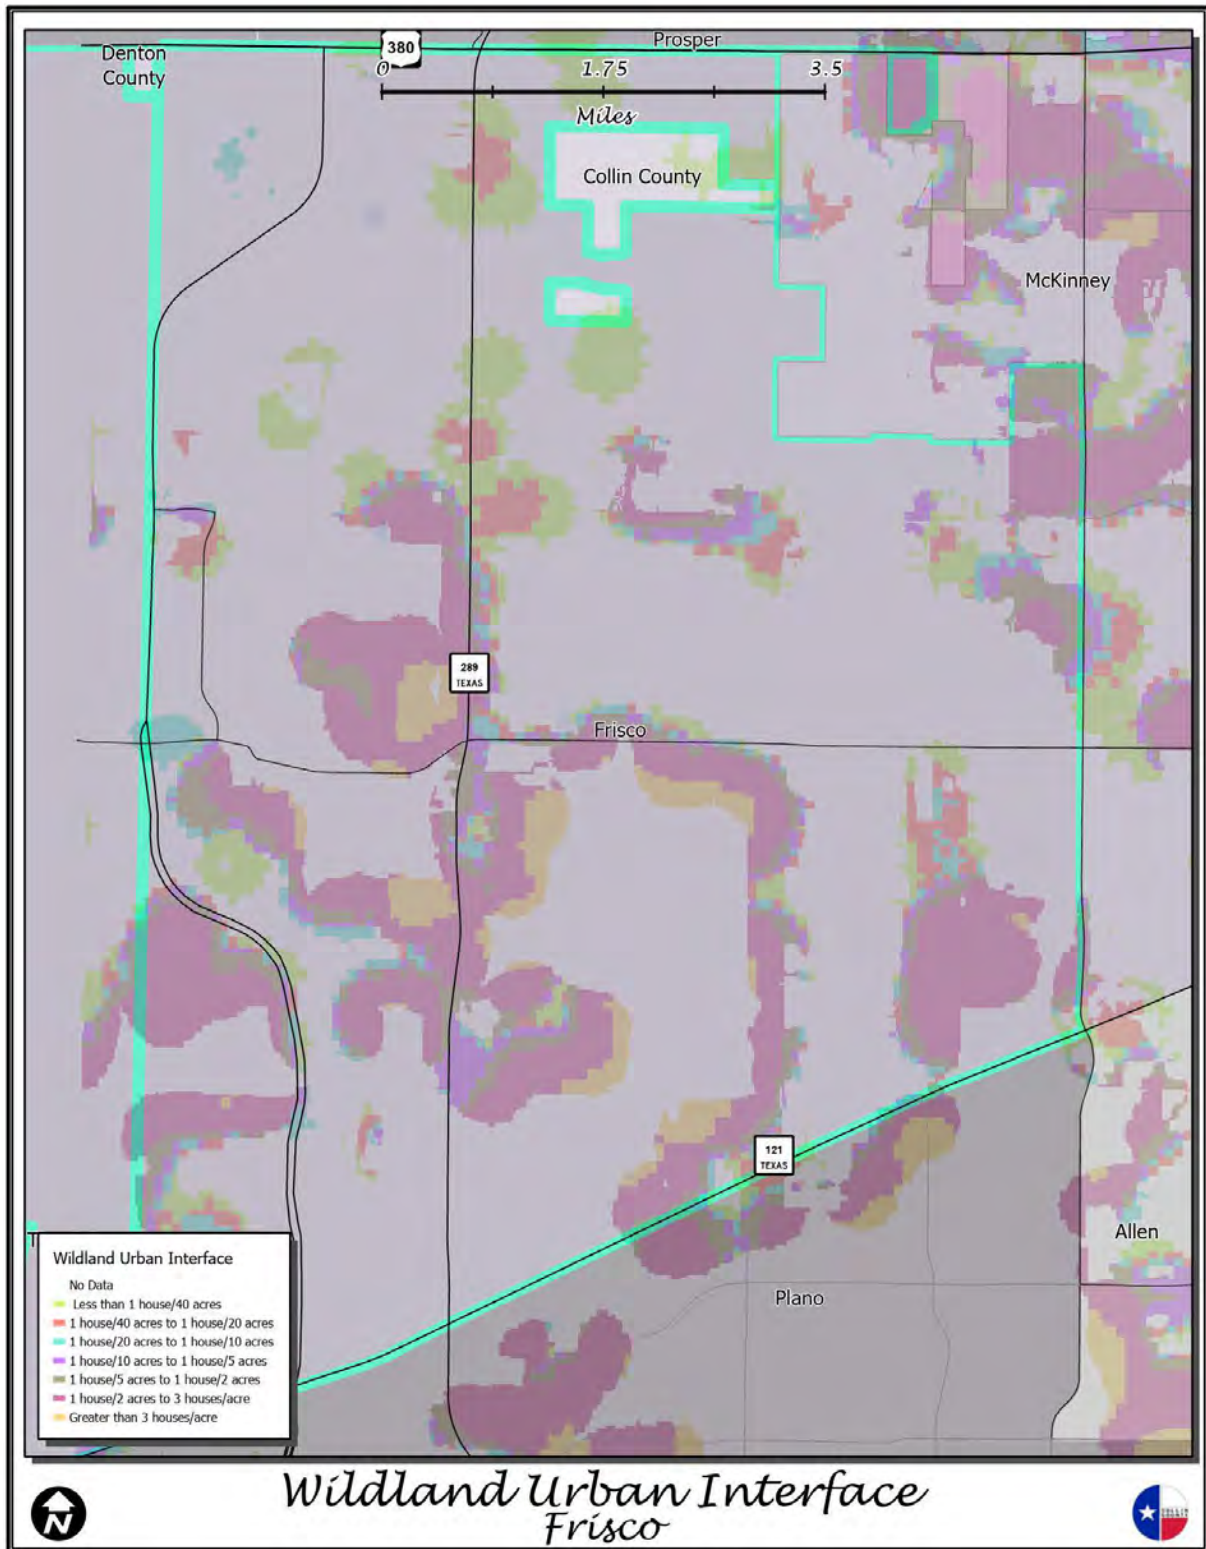 Denton
County
380
Prosper
0 1.75 3.5
Miles
Collin County
McKinney
289
TEXAS
Frisco
121
TEXAS
Allen
Plano
T
Wildland Urban Interface
No Data
Less than 1 house/40 acres
1 house/40 acres to 1 house/20 acres
1 house/20 acres to 1 house/10 acres
1 house/10 acres to 1 house/5 acres
1 house/5 acres to 1 house/2 acres
1 house/2 acres to 3 houses/acre
Greater than 3 houses/acre
N
Wildland Urban Interface
Frisco
COLLIN
COUNTY